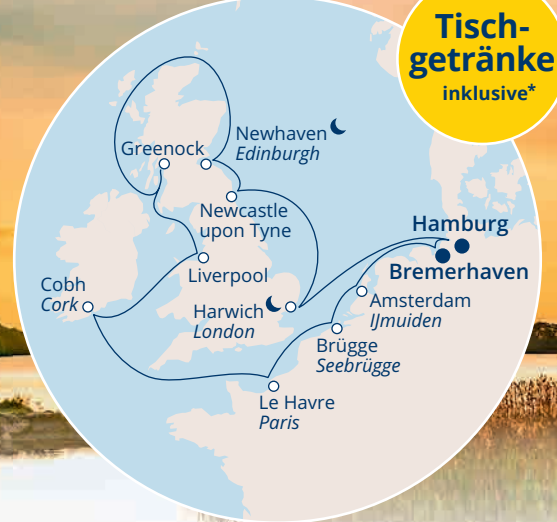 Tisch-
getränke
inklusive*
Newhaven
Edinburgh
Greenock
Newcastle
upon Tyne
Hamburg
Bremerhaven
Liverpool
Cobh
Cork
Harwich
London
Amsterdam
IJmuiden
Brügge
Seebrügge
Le Havre
Paris